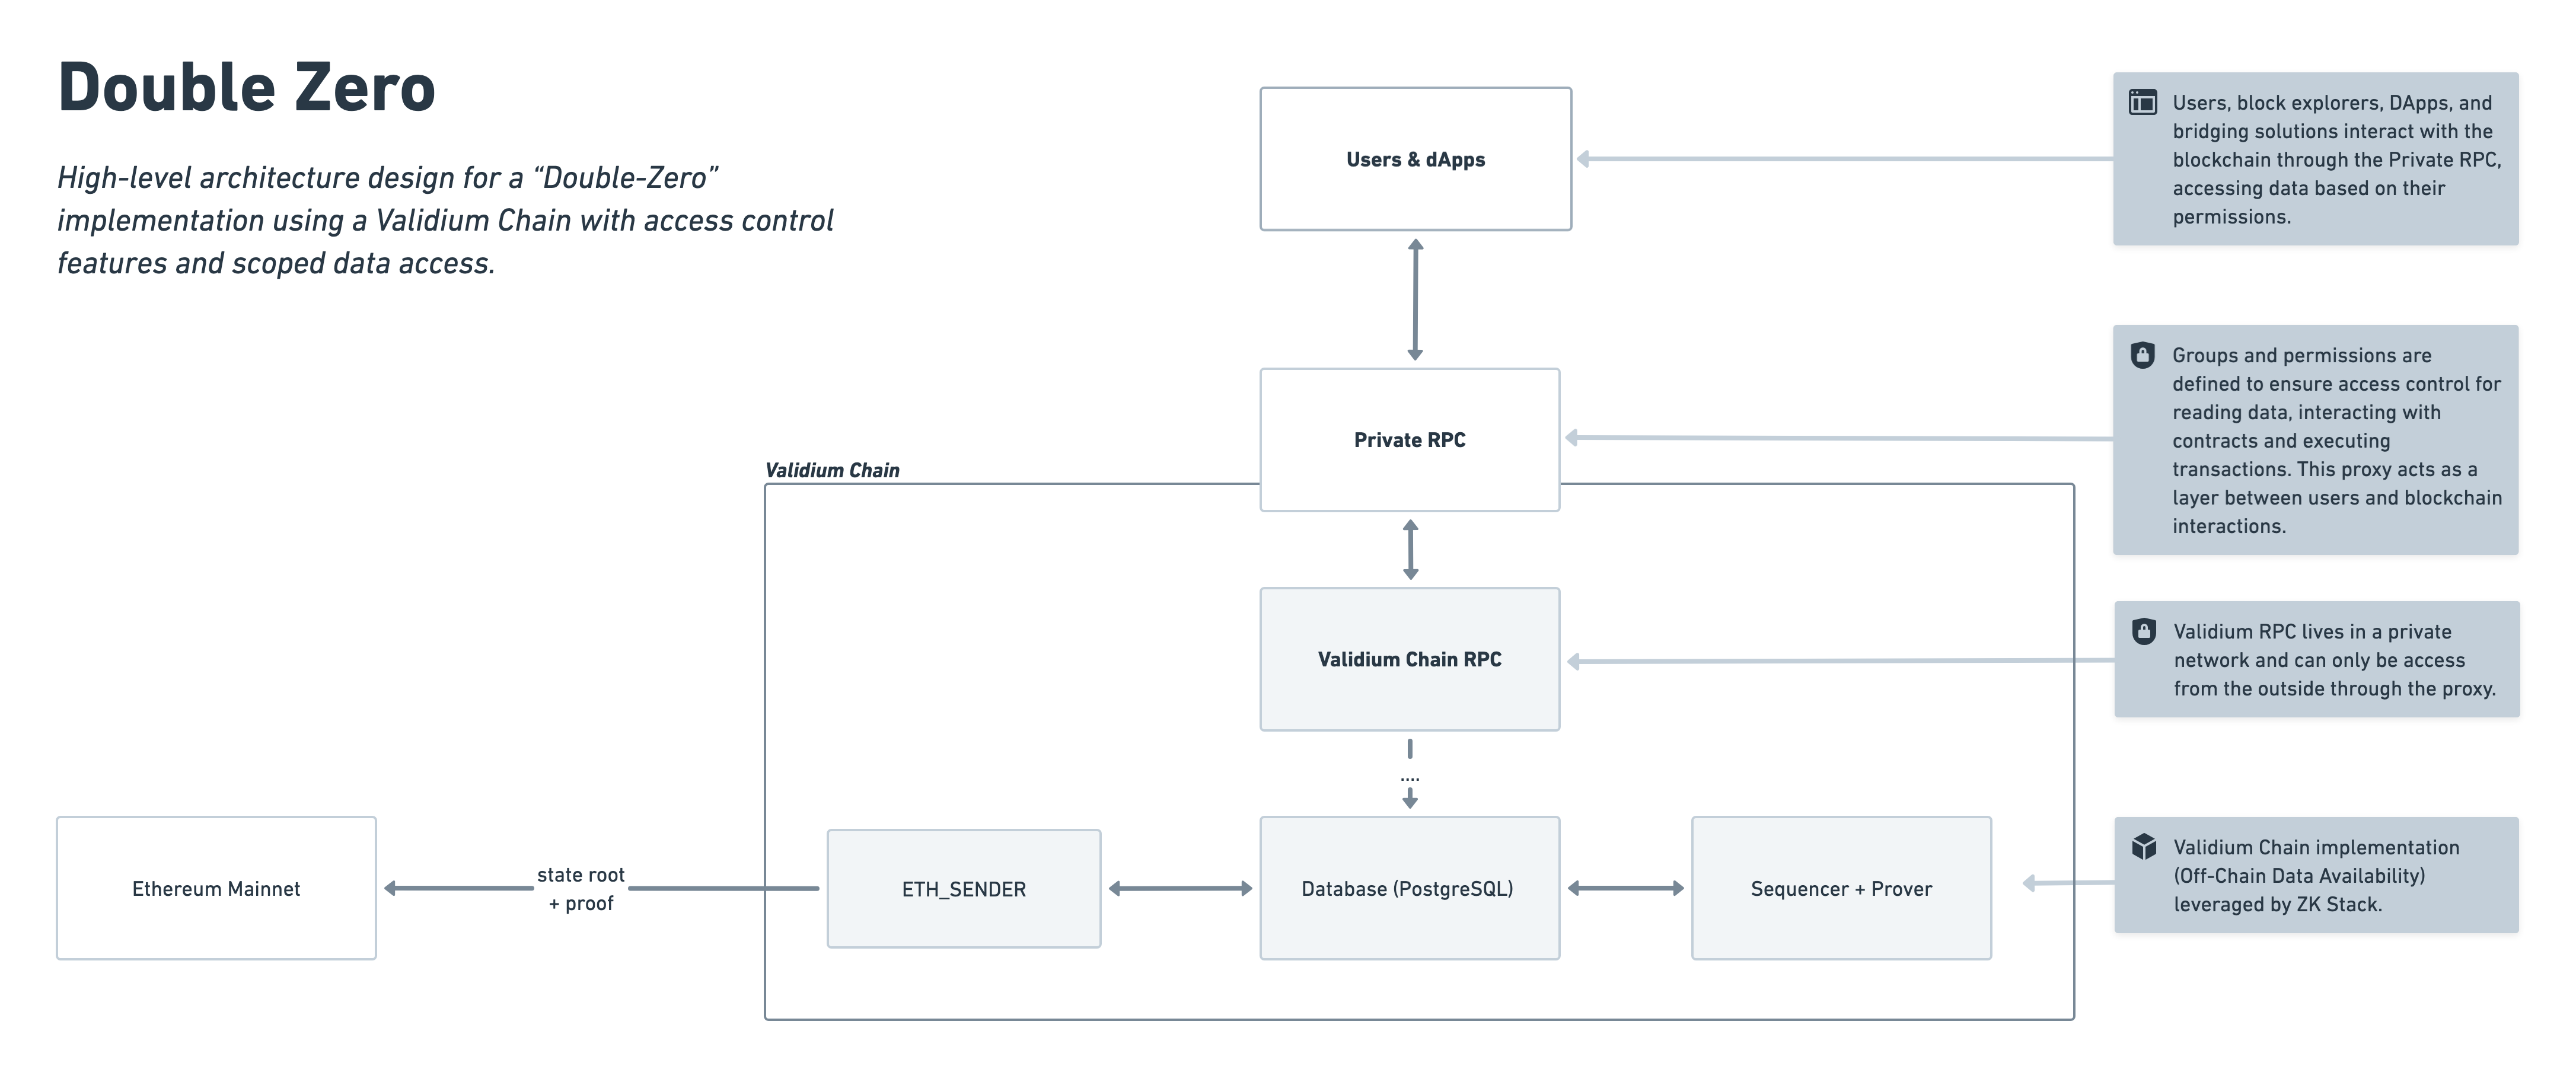 Double Zero
High-level architecture design for a “Double-Zero”
implementation using a Validium Chain with access control
features and scoped data access.
Users & dApps
Users, block explorers, DApps, and
bridging solutions interact with the
blockchain through the Private RPC,
accessing data based on their
permissions.
Private RPC
Groups and permissions are
defined to ensure access control for
reading data, interacting with
contracts and executing
transactions. This proxy acts as a
layer between users and blockchain
interactions.
Validium Chain
Validium Chain RPC
Validium RPC lives in a private
network and can only be access
from the outside through the proxy.
....
Ethereum Mainnet
state root
+ proof
ETH_SENDER
Database (PostgreSQL)
Sequencer + Prover
Validium Chain implementation
(Off-Chain Data Availability)
leveraged by ZK Stack.